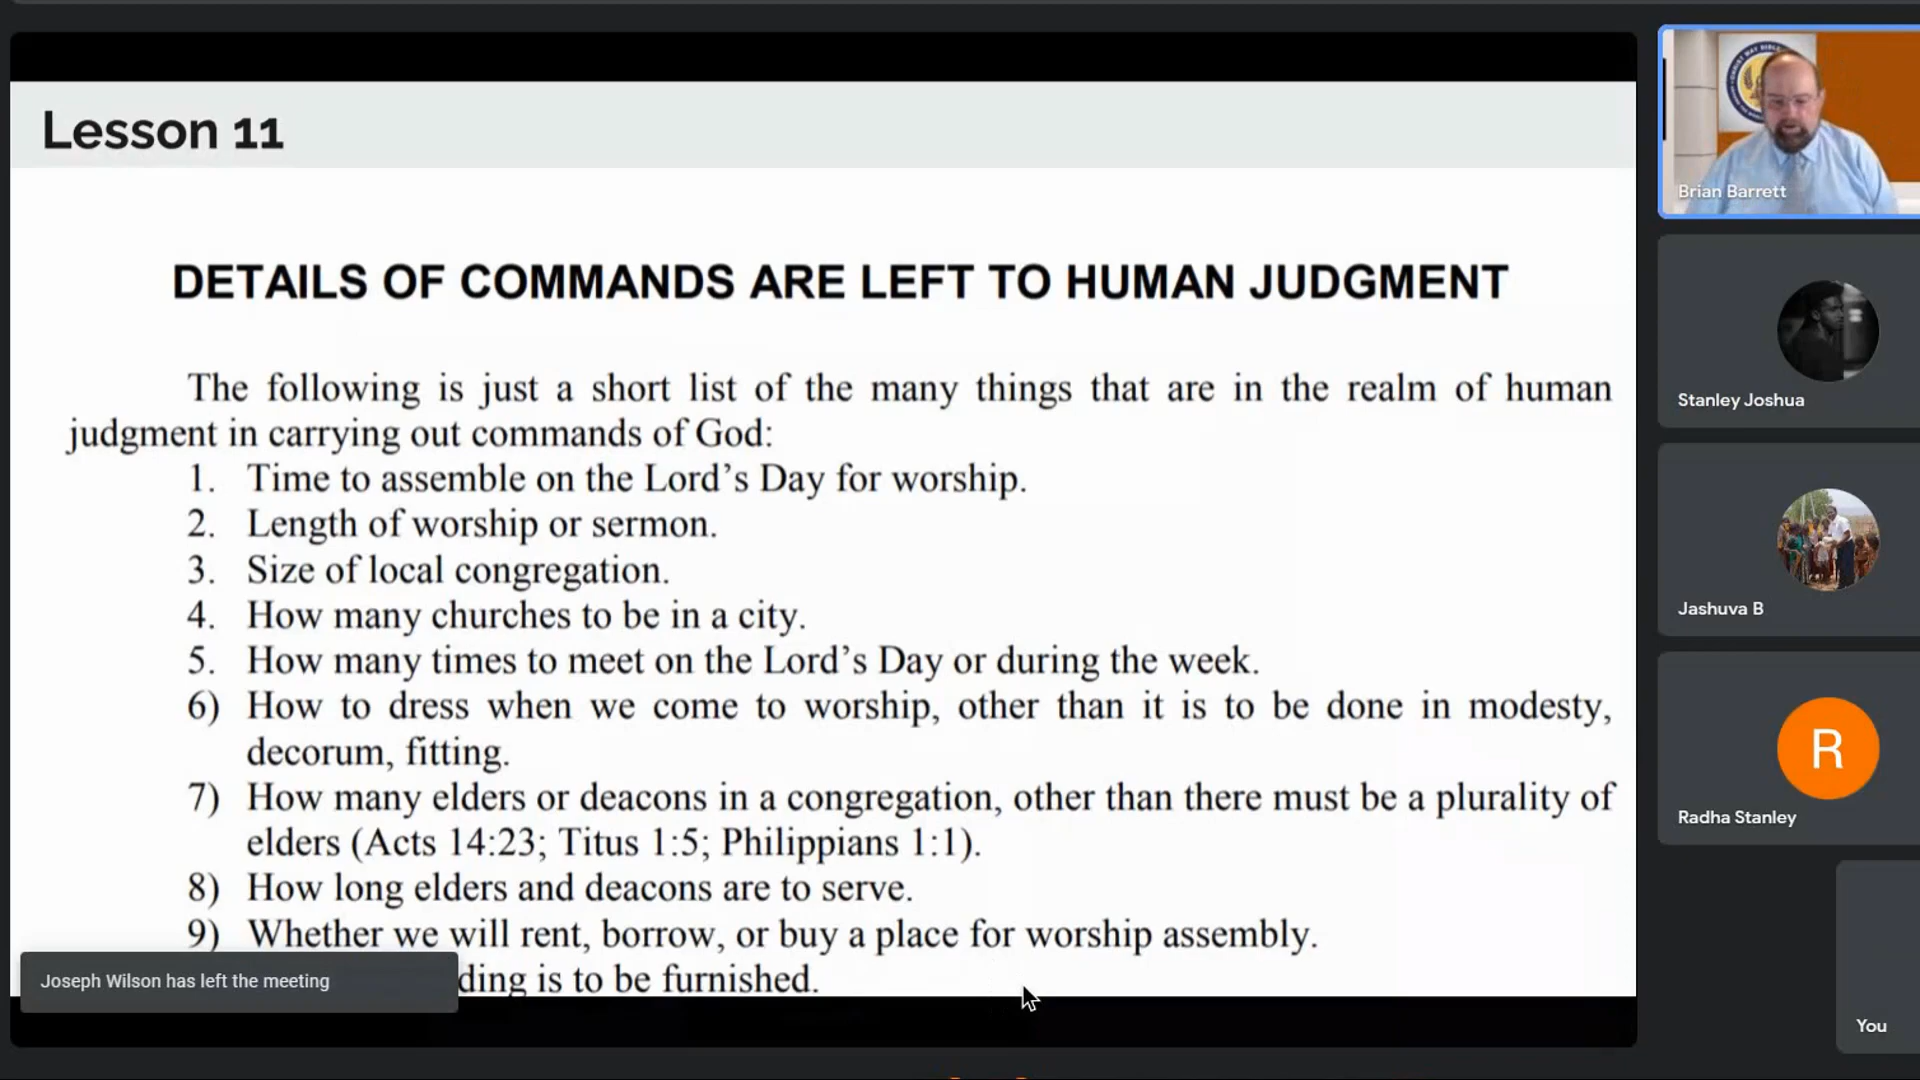 Lesson 11
DETAILS OF COMMANDS ARE LEFT TO HUMAN JUDGMENT
The following is just a short list of the many things that are in the realm of human
judgment in carrying out commands of God:
1. Time to assemble on the Lord’s Day for worship.
2. Length of worship or sermon.
3. Size of local congregation.
4. How many churches to be in a city.
5. How many times to meet on the Lord’s Day or during the week.
6) How to dress when we come to worship, other than it is to be done in modesty,
decorum, fitting.
7) How many elders or deacons in a congregation, other than there must be a plurality of
elders (Acts 14:23; Titus 1:5; Philippians 1:1).
8) How long elders and deacons are to serve.
9) Whether we will rent, borrow, or buy a place for worship assembly.
ding is to be furnished.
Joseph Wilson has left the meeting
Brian Barrett
Stanley Joshua
Jashuva B
R
Radha Stanley
You